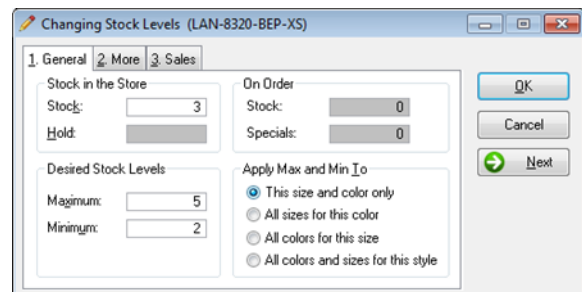 Changing Stock Levels (LAN-8320-BEP-XS)
1. General 2. More 3. Sales
Stock in the Store
Stock: 3
Hold:
On Order
Stock: 0
Specials: 0
Desired Stock Levels
Maximum: 5
Minimum: 2
Apply Max and Min To
This size and color only
All sizes for this color
All colors for this size
All colors and sizes for this style
OK
Cancel
Next